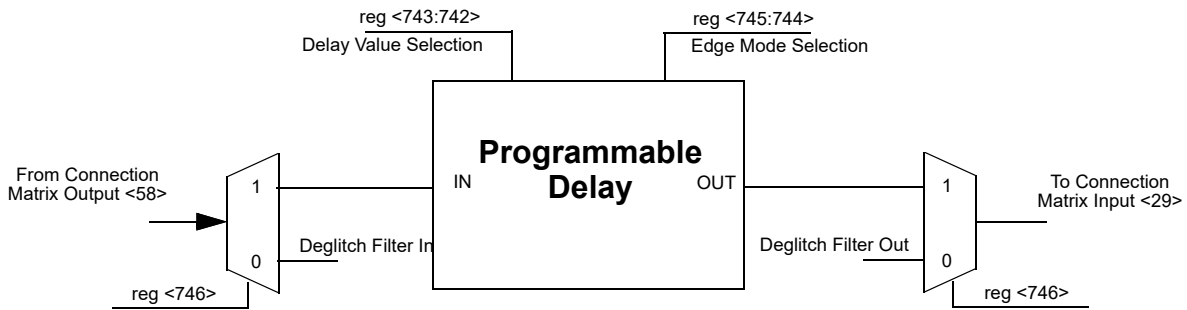 reg <743:742>
Delay Value Selection
reg <745:744>
Edge Mode Selection
Programmable
Delay
IN
OUT
From Connection
Matrix Output <58>
1
0
Deglitch Filter In
reg <746>
Deglitch Filter Out
1
0
To Connection
Matrix Input <29>
reg <746>